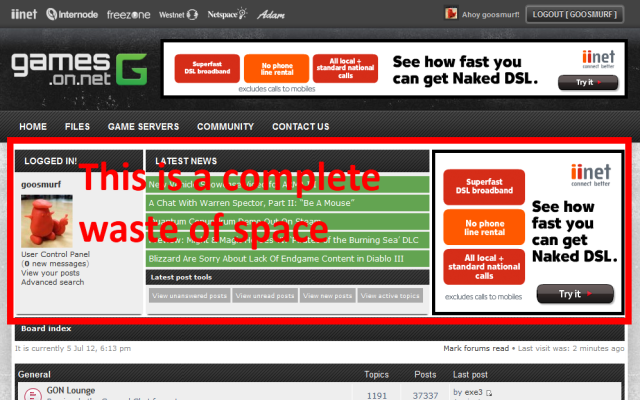 iinet Internode freezone Westnet Netspace Adam
Ahoy goosmurf! LOGOUT [ GOOSMURF ]
games
.on.net G
Superfast
DSL broadband
No phone
line rental
All local +
standard national
calls
excludes calls to mobiles
See how fast you
can get Naked DSL.
iinet
connect better
Try it
HOME FILES GAME SERVERS COMMUNITY CONTACT US
LOGGED IN!
goosmurf
User Control Panel
(0 new messages)
View your posts
Advanced search
LATEST NEWS
This is a complete
waste of space
A Chat With Warren Spector, Part II: "Be A Mouse"
Out On Steam
of the Burning Sea' DLC
Blizzard Are Sorry About Lack Of Endgame Content in Diablo III
Latest post tools
View unanswered posts View unread posts View new posts View active topics
Superfast
DSL broadband
No phone
line rental
All local +
standard national
calls
excludes calls to mobiles
iinet
connect better
See how
fast you
can get
Naked DSL.
Try it
Board index
It is currently 5 Jul 12, 6:13 pm
Mark forums read • Last visit was: 2 minutes ago
General Topics Posts Last post
GON Lounge
1191 37337 by exe3